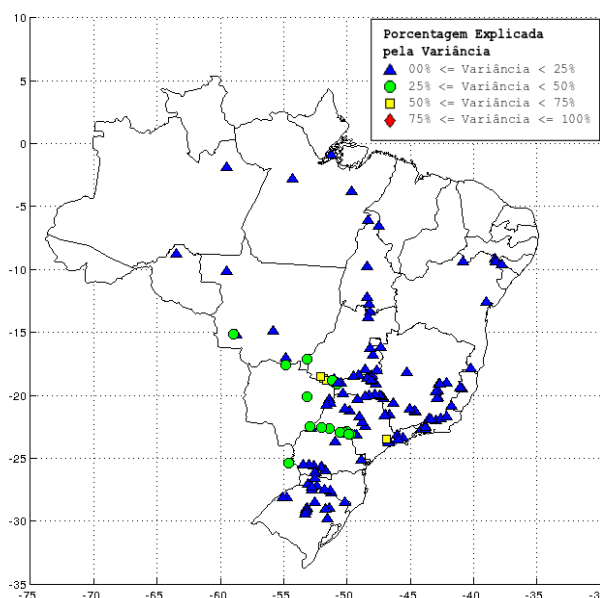 Porcentagem Explicada
pela Variância
00% <= Variância < 25%
25% <= Variância < 50%
50% <= Variância < 75%
75% <= Variância <= 100%
10
5
0
-5
-10
-15
-20
-25
-30
-35
-75 -70 -65 -60 -55 -50 -45 -40 -35 -30